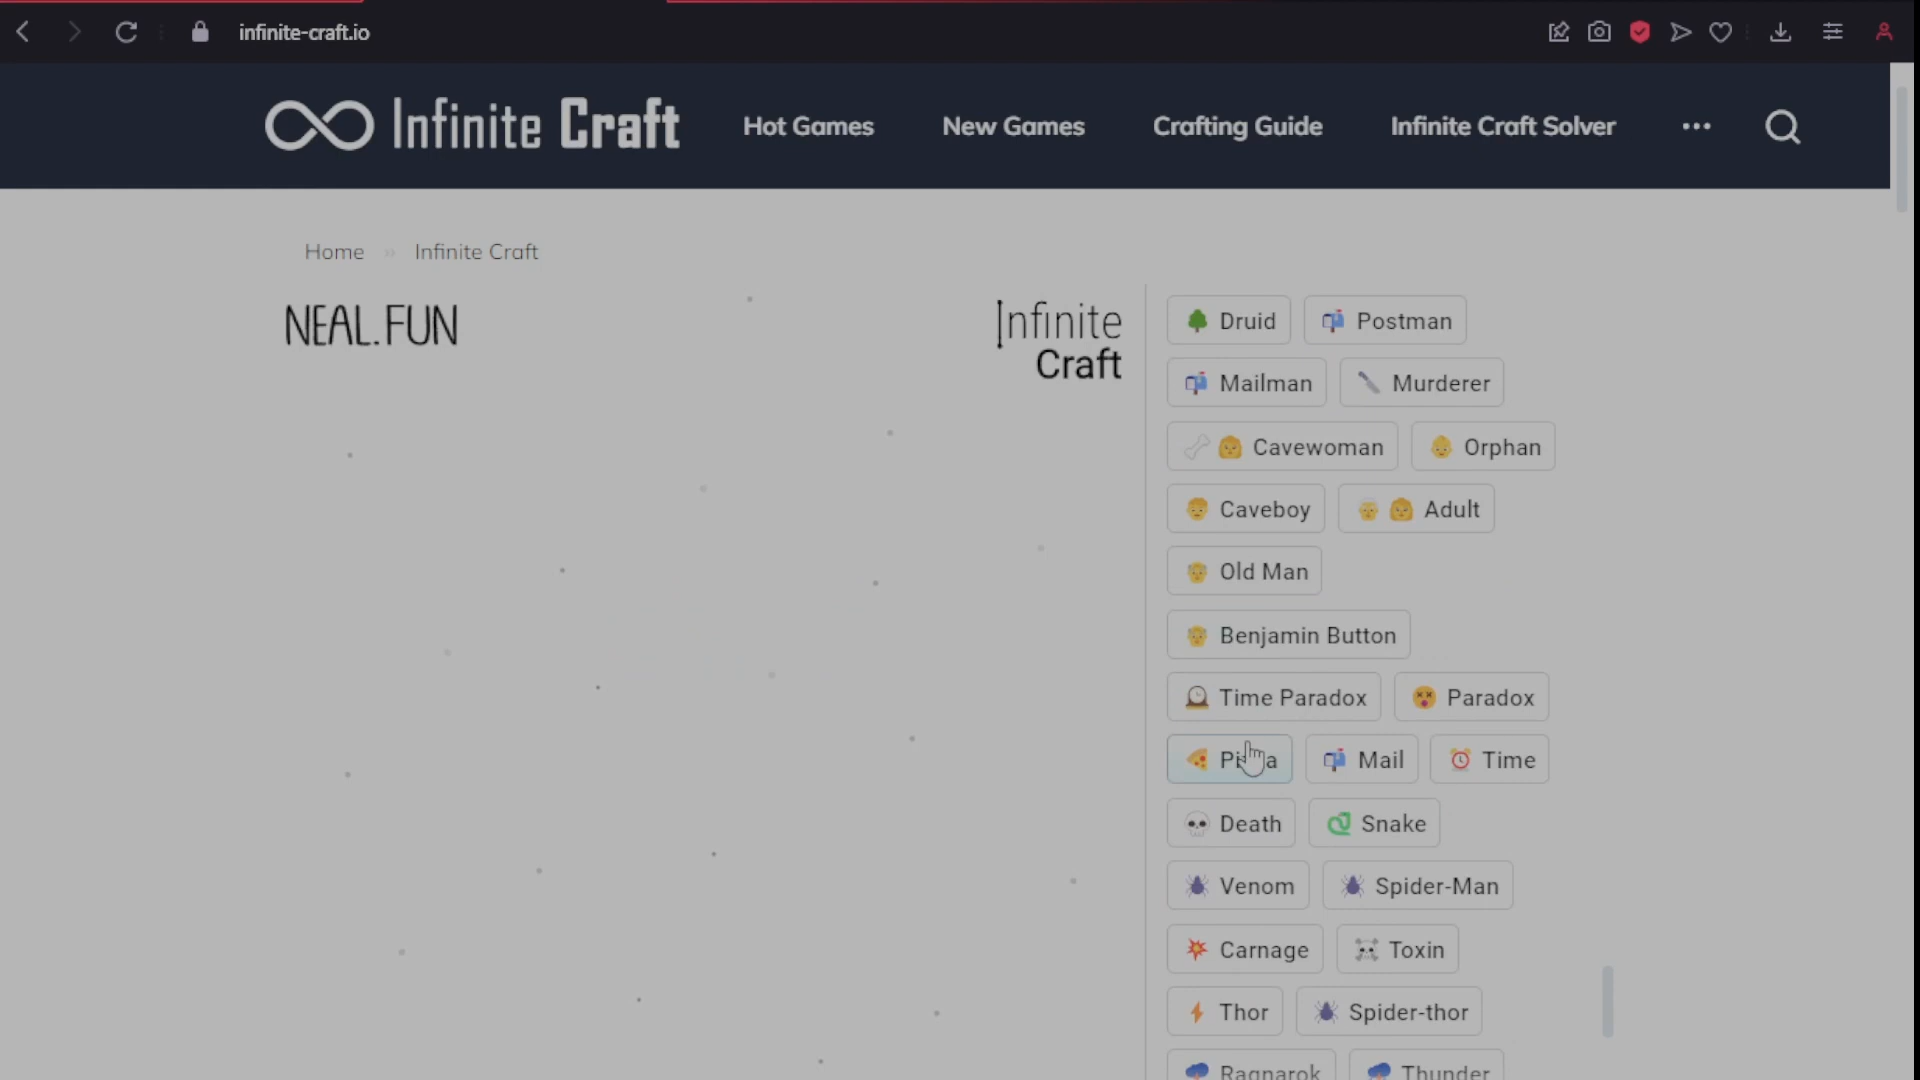 infinite-craft.io
Infinite Craft
Hot Games
New Games
Crafting Guide
Infinite Craft Solver
Home » Infinite Craft
NEAL.FUN
Infinite
Craft
Druid
Postman
Mailman
Murderer
Cavewoman
Orphan
Caveboy
Adult
Old Man
Benjamin Button
Time Paradox
Paradox
Mail
Time
Death
Snake
Venom
Spider-Man
Carnage
Toxin
Thor
Spider-thor
Ragnarok
Thunder